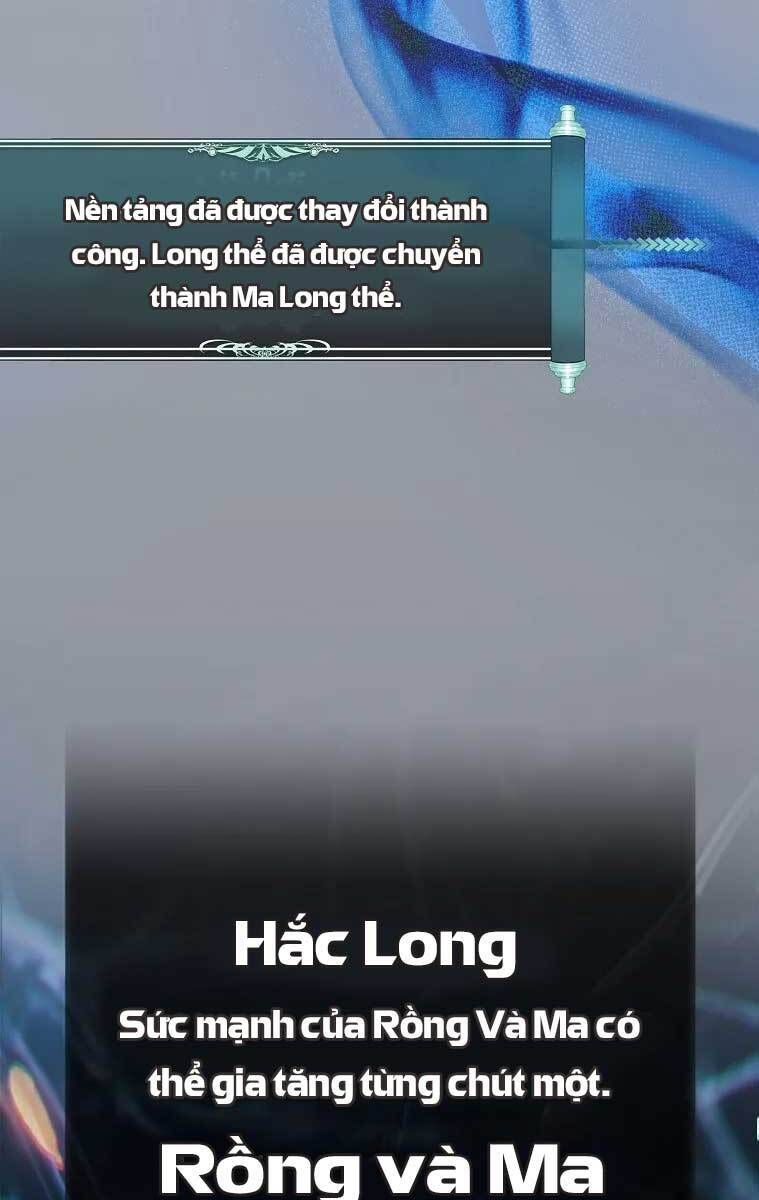 Nền tảng đã được thay đổi thành
công. Long thể đã được chuyển
thành Ma Long thể.
Hắc Long
Sức mạnh của Rồng Và Ma có
thể gia tăng từng chút một.
Rồng và Ma